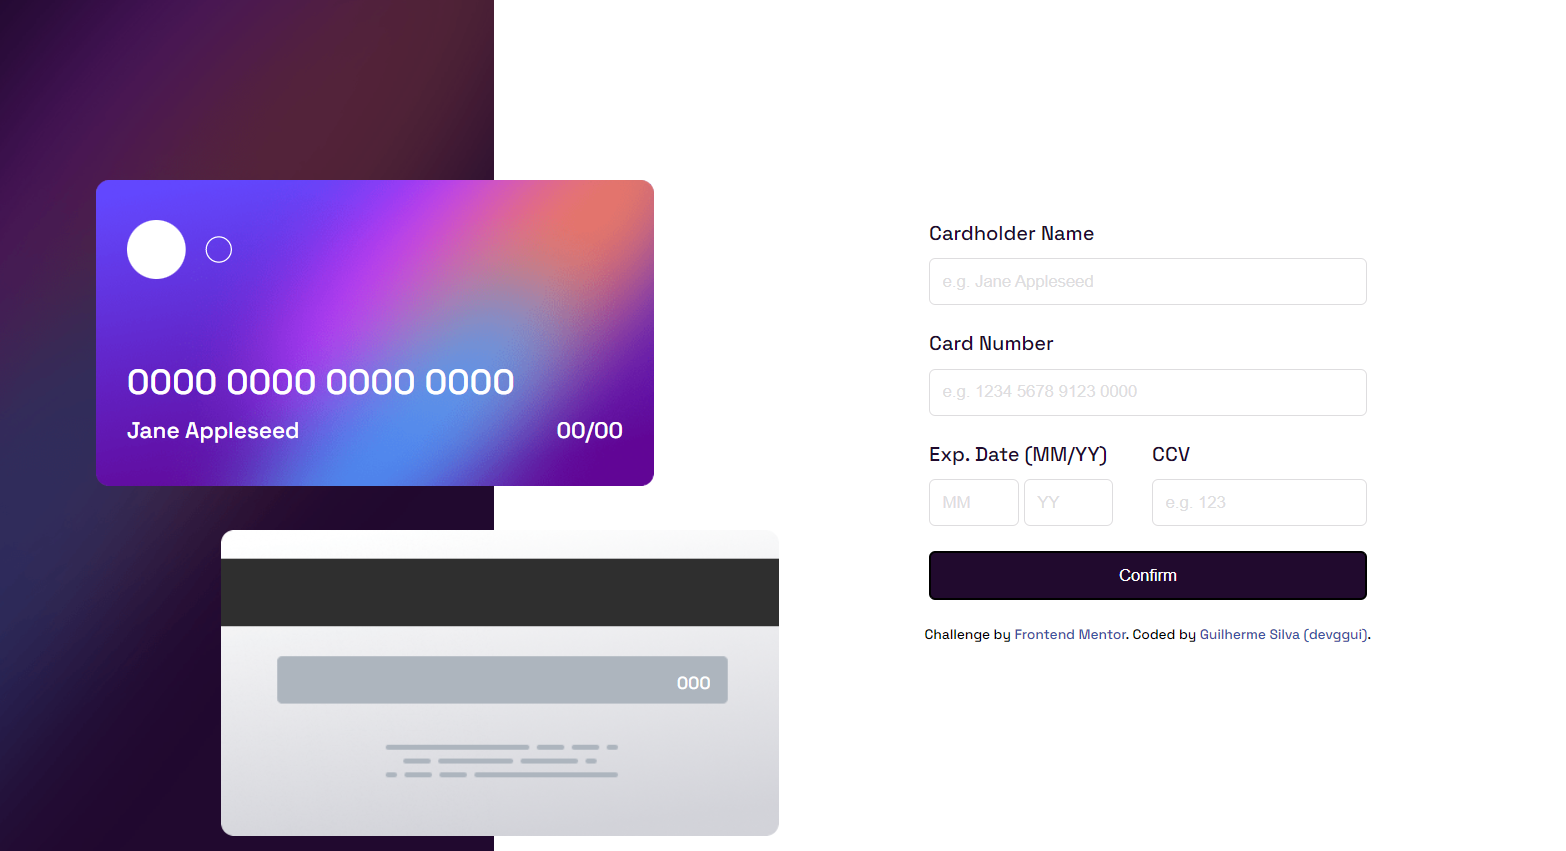 0000 0000 0000 0000
Jane Appleseed 00/00
000
Cardholder Name
e.g. Jane Appleseed
Card Number
e.g. 1234 5678 9123 0000
Exp. Date (MM/YY) CCV
MM YY e.g. 123
Confirm
Challenge by Frontend Mentor. Coded by Guilherme Silva (devggui).